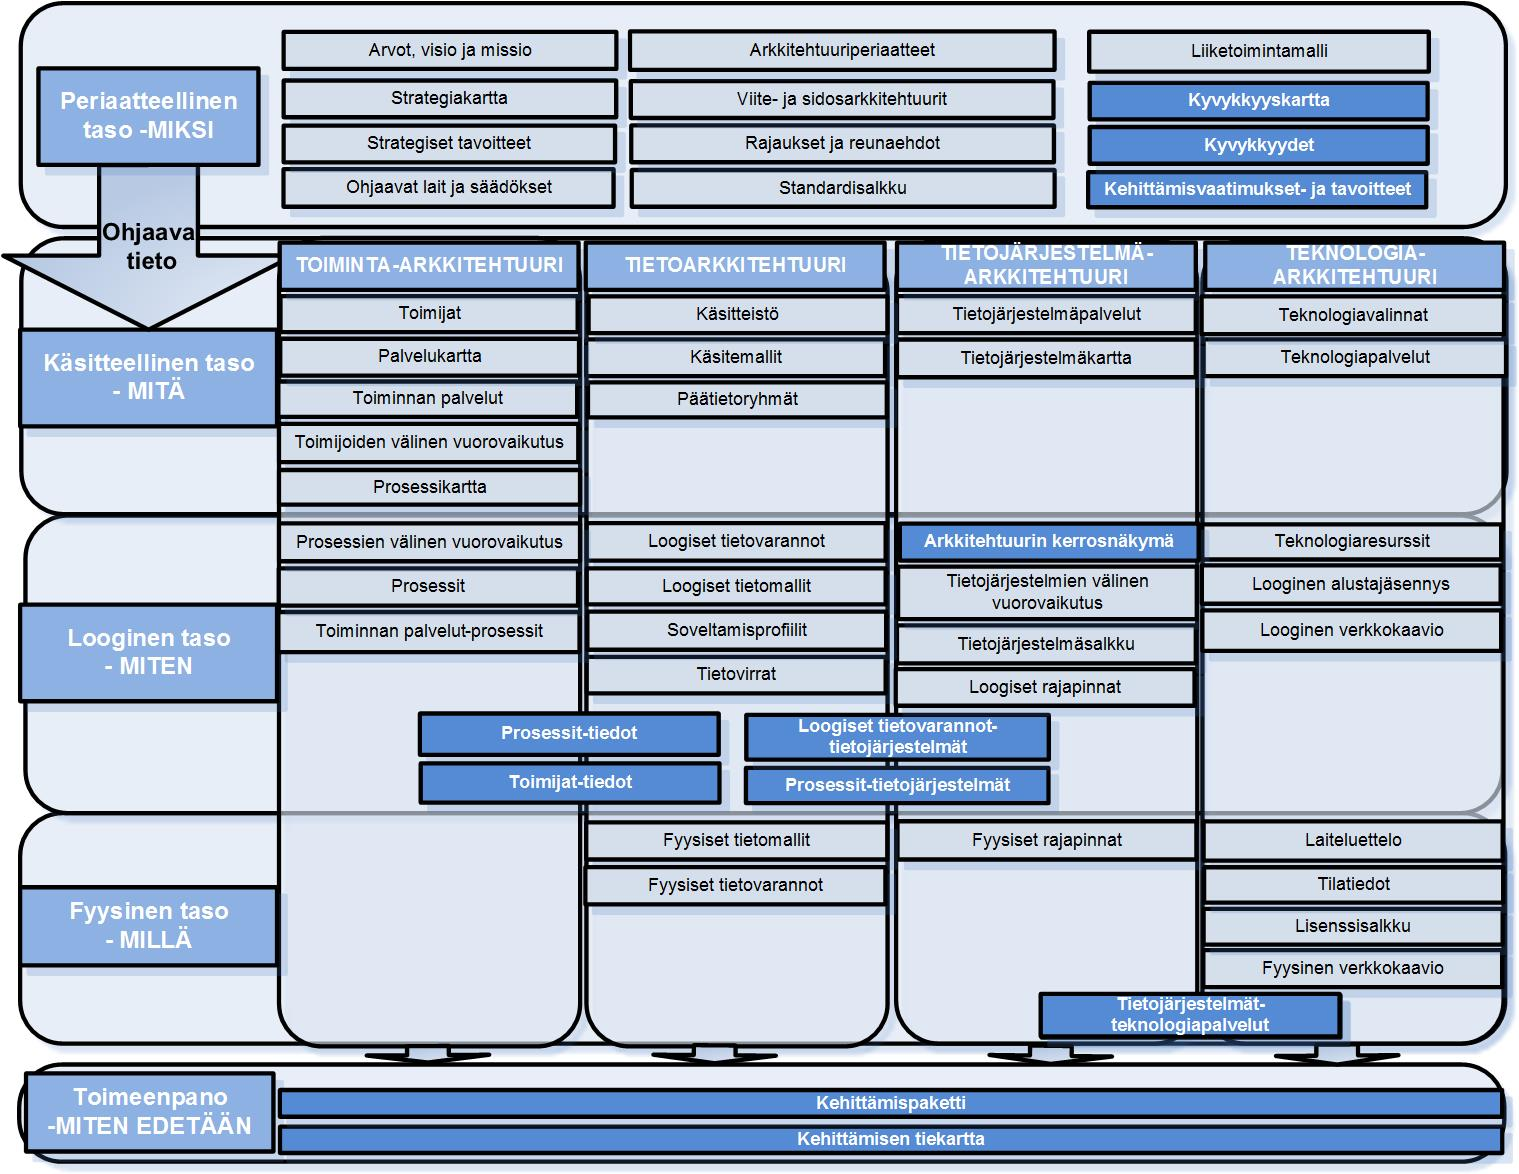 Periaatteellinen
taso -MIKSI
Arvot, visio ja missio
Arkkitehtuuriperiaatteet
Liiketoimintamalli
Strategiakartta
Viite- ja sidosarkkitehtuurit
Kyvykkyyskartta
Strategiset tavoitteet
Rajaukset ja reunaehdot
Kyvykkyydet
Ohjaavat lait ja säädökset
Standardisalkku
Kehittämisvaatimukset- ja tavoitteet
Ohjaava
tieto
TOIMINTA-ARKKITEHTUURI
TIETOARKKITEHTUURI
TIETOJÄRJESTELMÄ-
ARKKITEHTUURI
TEKNOLOGIA-
ARKKITEHTUURI
Käsitteellinen taso
- MITÄ
Toimijat
Käsitteistö
Tietojärjestelmäpalvelut
Teknologiavalinnat
Palvelukartta
Käsitemallit
Tietojärjestelmäkartta
Teknologiapalvelut
Toiminnan palvelut
Päätietoryhmät
Toimijoiden välinen vuorovaikutus
Prosessikartta
Looginen taso
- MITEN
Prosessien välinen vuorovaikutus
Loogiset tietovarannot
Arkkitehtuurin kerrosnäkymä
Teknologiaresurssit
Prosessit
Loogiset tietomallit
Tietojärjestelmien välinen
vuorovaikutus
Looginen alustajäsennys
Toiminnan palvelut-prosessit
Soveltamisprofiilit
Tietojärjestelmäsalkku
Looginen verkkokaavio
Tietovirrat
Loogiset rajapinnat
Prosessit-tiedot
Loogiset tietovarannot-
tietojärjestelmät
Toimijat-tiedot
Prosessit-tietojärjestelmät
Fyysinen taso
- MILLÄ
Fyysiset tietomallit
Fyysiset rajapinnat
Laiteluettelo
Fyysiset tietovarannot
Tilatiedot
Lisenssisalkku
Fyysinen verkkokaavio
Tietojärjestelmät-
teknologiapalvelut
Toimeenpano
-MITEN EDETÄÄN
Kehittämispaketti
Kehittämisen tiekartta